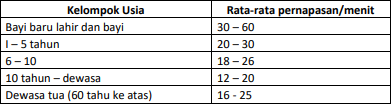 Kelompok Usia Rata-rata pernapasan/menit
Bayi baru lahir dan bayi 30 – 60
I – 5 tahun 20 – 30
6 – 10 18 – 26
10 tahun – dewasa 12 – 20
Dewasa tua (60 tahu ke atas) 16 - 25